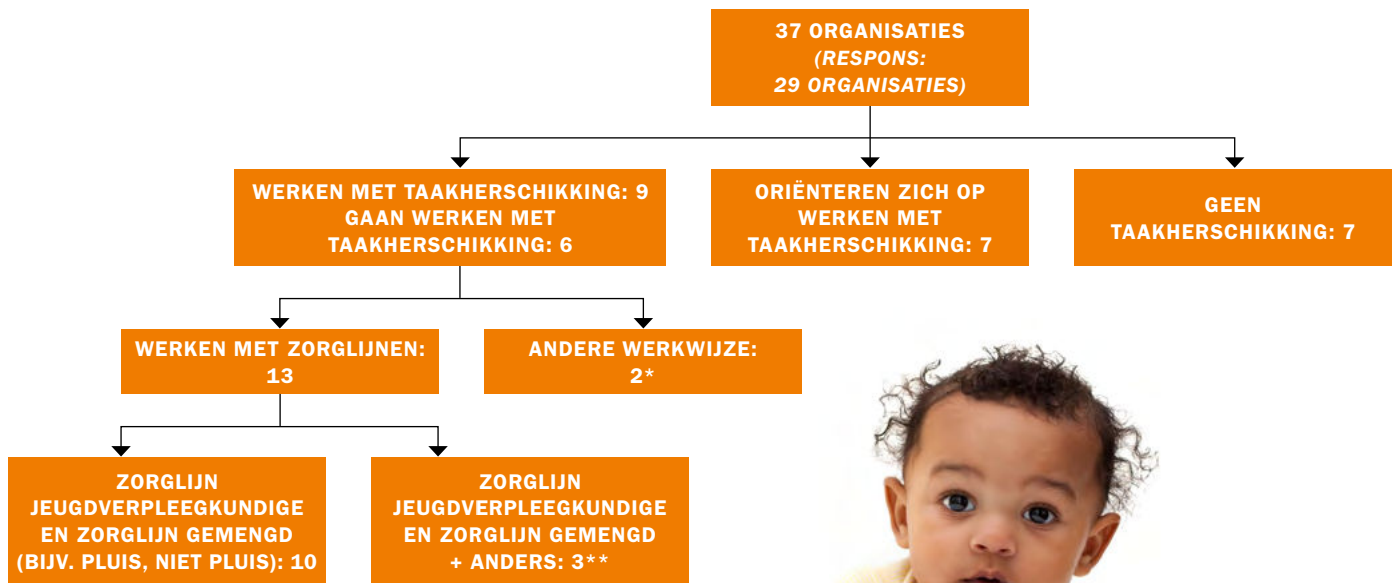 37 ORGANISATIES
(RESPONS:
29 ORGANISATIES)
WERKEN MET TAAKHERSCHIKKING: 9
GAAN WERKEN MET
TAAKHERSCHIKKING: 6
ORIËNTEREN ZICH OP
WERKEN MET
TAAKHERSCHIKKING: 7
GEEN
TAAKHERSCHIKKING: 7
WERKEN MET ZORGLIJNEN:
13
ANDERE WERKWIJZE:
2*
ZORGLIJN
JEUGDVERPLEEGKUNDIGE
EN ZORGLIJN GEMENGD
(BIJV. PLUIS, NIET PLUIS): 10
ZORGLIJN
JEUGDVERPLEEGKUNDIGE
EN ZORGLIJN GEMENGD
+ ANDERS: 3**